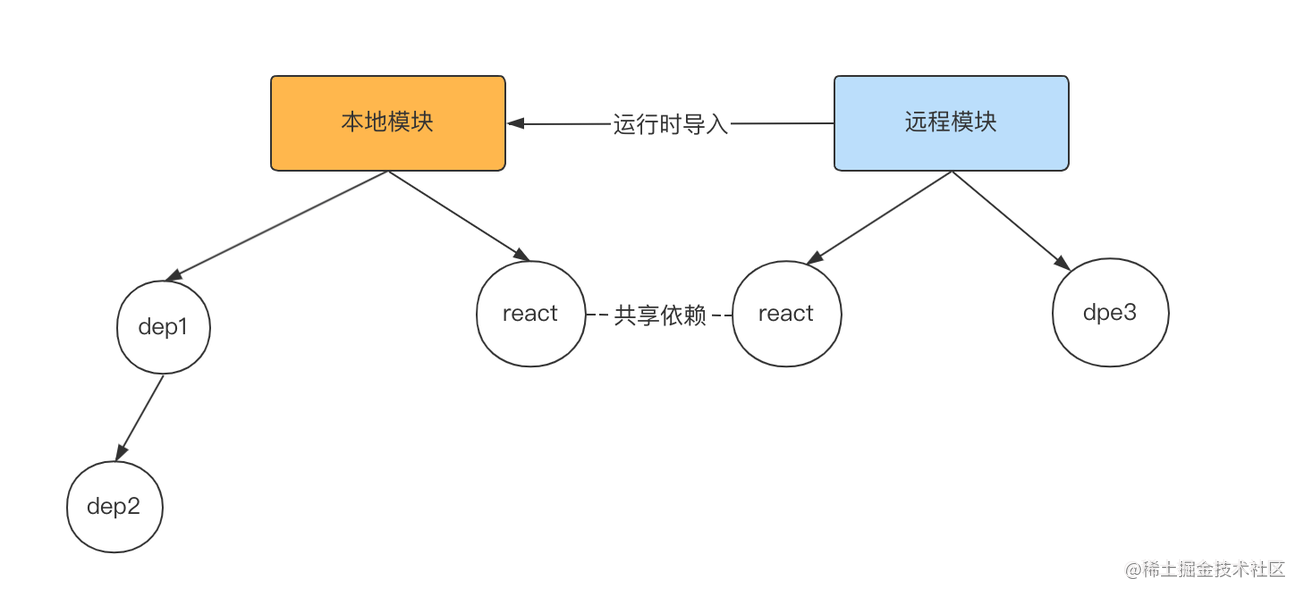 本地模块
运行时导入
远程模块
dep1
react
共享依赖
react
dpe3
dep2
@稀土掘金技术社区